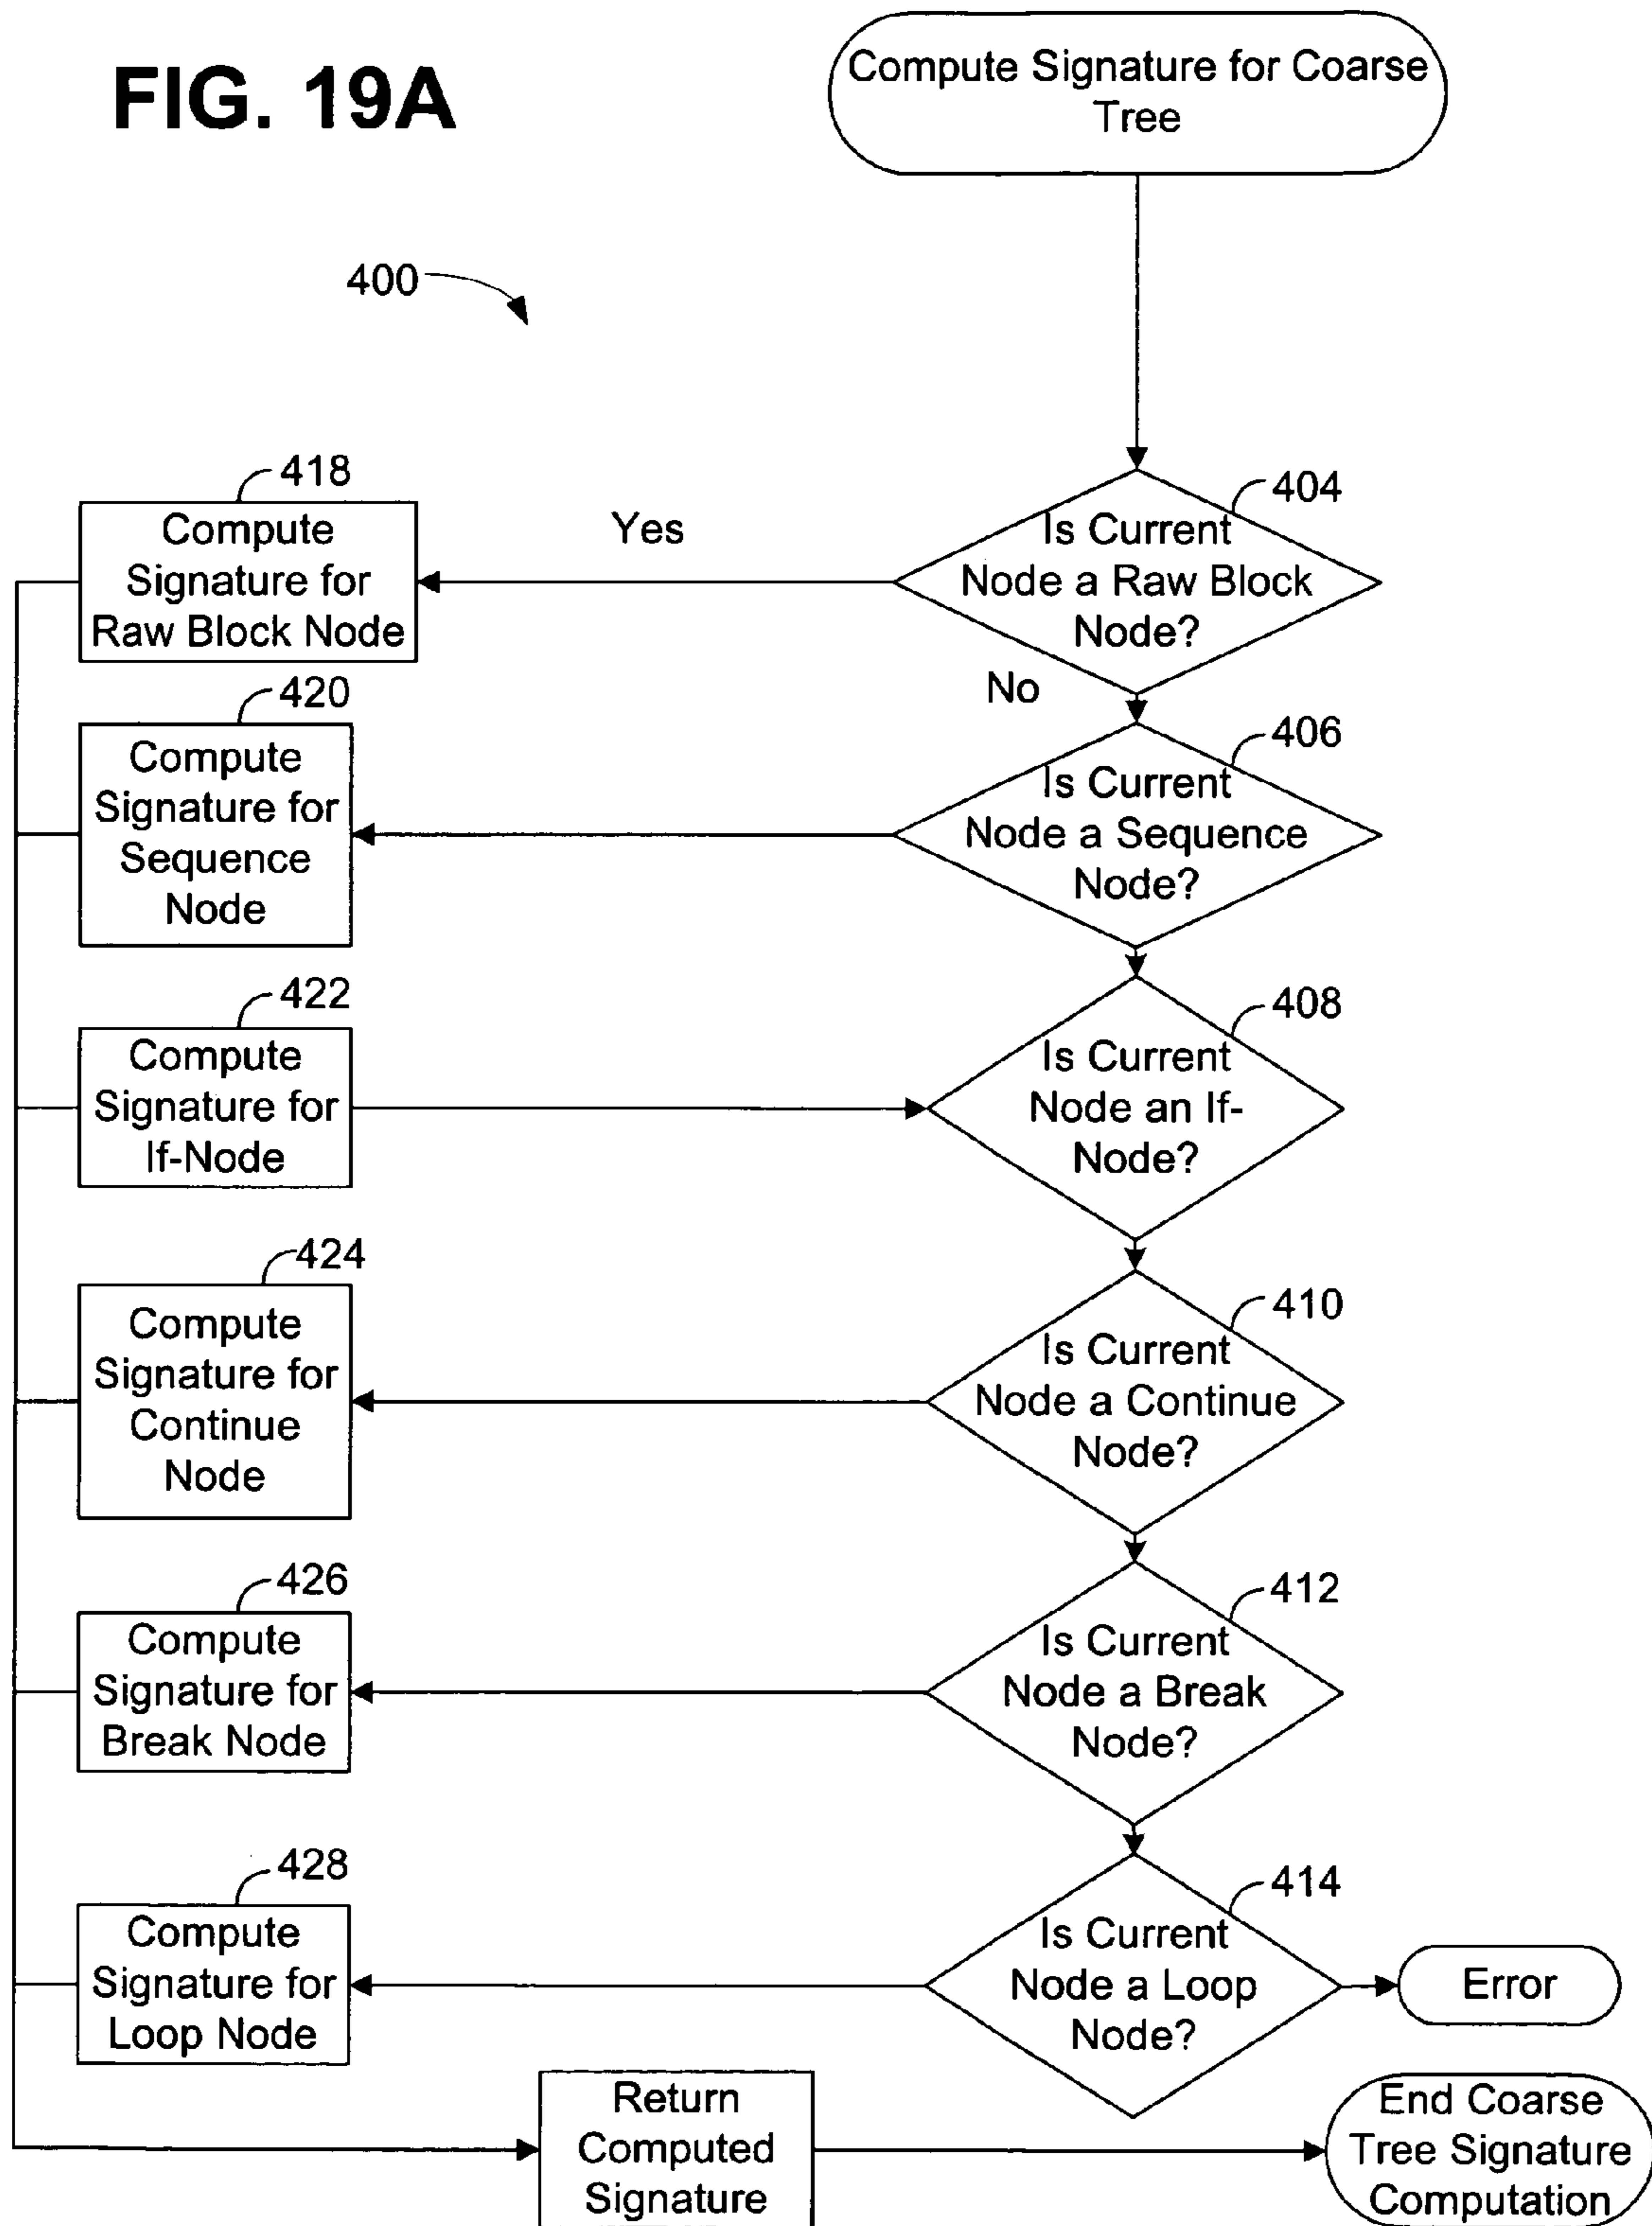 FIG. 19A
Compute Signature for Coarse
Tree
400
418
Compute
Signature for
Raw Block Node
Yes
404
Is Current
Node a Raw Block
Node?
No
420
Compute
Signature for
Sequence
Node
406
Is Current
Node a Sequence
Node?
422
Compute
Signature for
If-Node
408
Is Current
Node an If-
Node?
424
Compute
Signature for
Continue
Node
410
Is Current
Node a Continue
Node?
426
Compute
Signature for
Break Node
412
Is Current
Node a Break
Node?
428
Compute
Signature for
Loop Node
414
Is Current
Node a Loop
Node?
Error
Return
Computed
Signature
End Coarse
Tree Signature
Computation